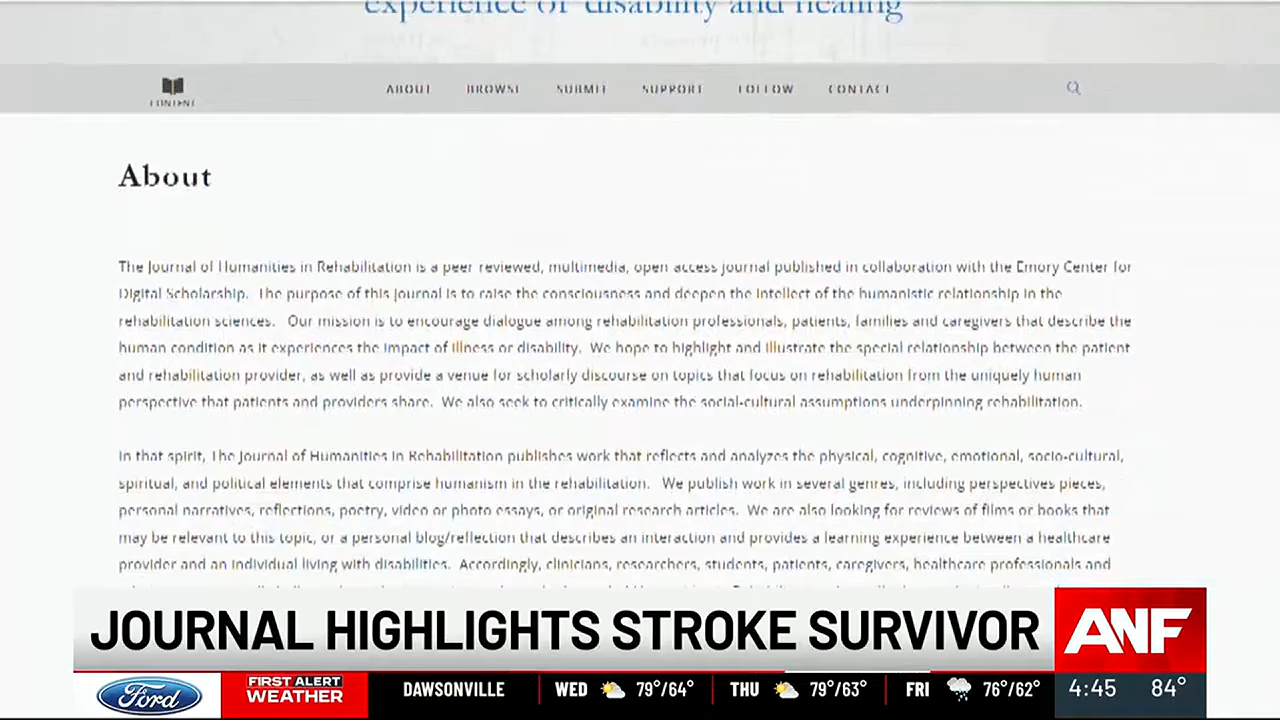 experience of disability and healing
CONTENT
ABOUT BROWSE SUBMIT SUPPORT FOLLOW CONTACT
About
The Journal of Humanities in Rehabilitation is a peer reviewed, multimedia, open access journal published in collaboration with the Emory Center for
Digital Scholarship. The purpose of this journal is to raise the consciousness and deepen the intellect of the humanistic relationship in the
rehabilitation sciences. Our mission is to encourage dialogue among rehabilitation professionals, patients, families and caregivers that describe the
human condition as it experiences the impact of illness or disability. We hope to highlight and illustrate the special relationship between the patient
and rehabilitation provider, as well as provide a venue for scholarly discourse on topics that focus on rehabilitation from the uniquely human
perspective that patients and providers share. We also seek to critically examine the social-cultural assumptions underpinning rehabilitation.
In that spirit, The Journal of Humanities in Rehabilitation publishes work that reflects and analyzes the physical, cognitive, emotional, socio-cultural,
spiritual, and political elements that comprise humanism in the rehabilitation. We publish work in several genres, including perspectives pieces,
personal narratives, reflections, poetry, video or photo essays, or original research articles. We are also looking for reviews of films or books that
may be relevant to this topic, or a personal blog/reflection that describes an interaction and provides a learning experience between a healthcare
provider and an individual living with disabilities. Accordingly, clinicians, researchers, students, patients, caregivers, healthcare professionals and
JOURNAL HIGHLIGHTS STROKE SURVIVOR
ANF
Ford
FIRST ALERT
WEATHER
DAWSONVILLE WED 79°/64° THU 79°/63° FRI 76°/62° 4:45 84°